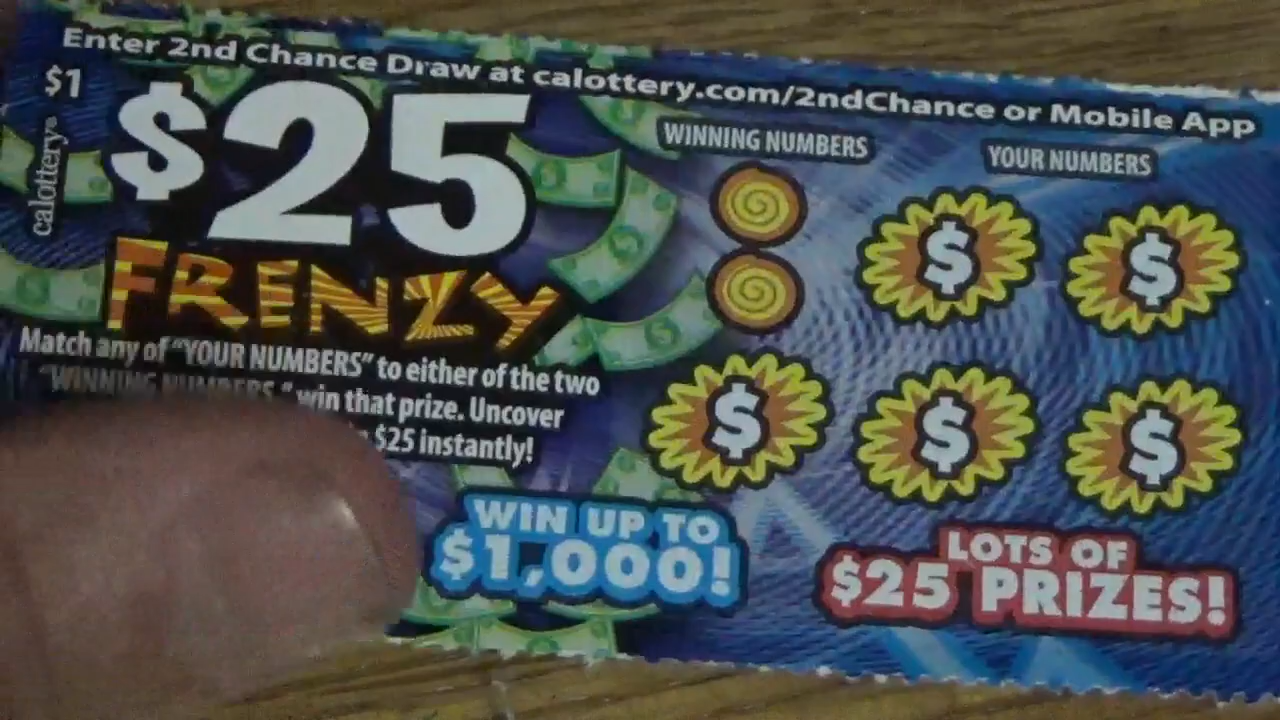 Enter 2nd Chance Draw at calottery.com/2ndChance or Mobile App
$1
calottery
$25
FRENZY
Match any of "YOUR NUMBERS" to either of the two
"WINNING NUMBERS," win that prize. Uncover
$25 instantly!
WIN UP TO
$1,000!
WINNING NUMBERS
YOUR NUMBERS
$ $
$ $ $
LOTS OF
$25 PRIZES!